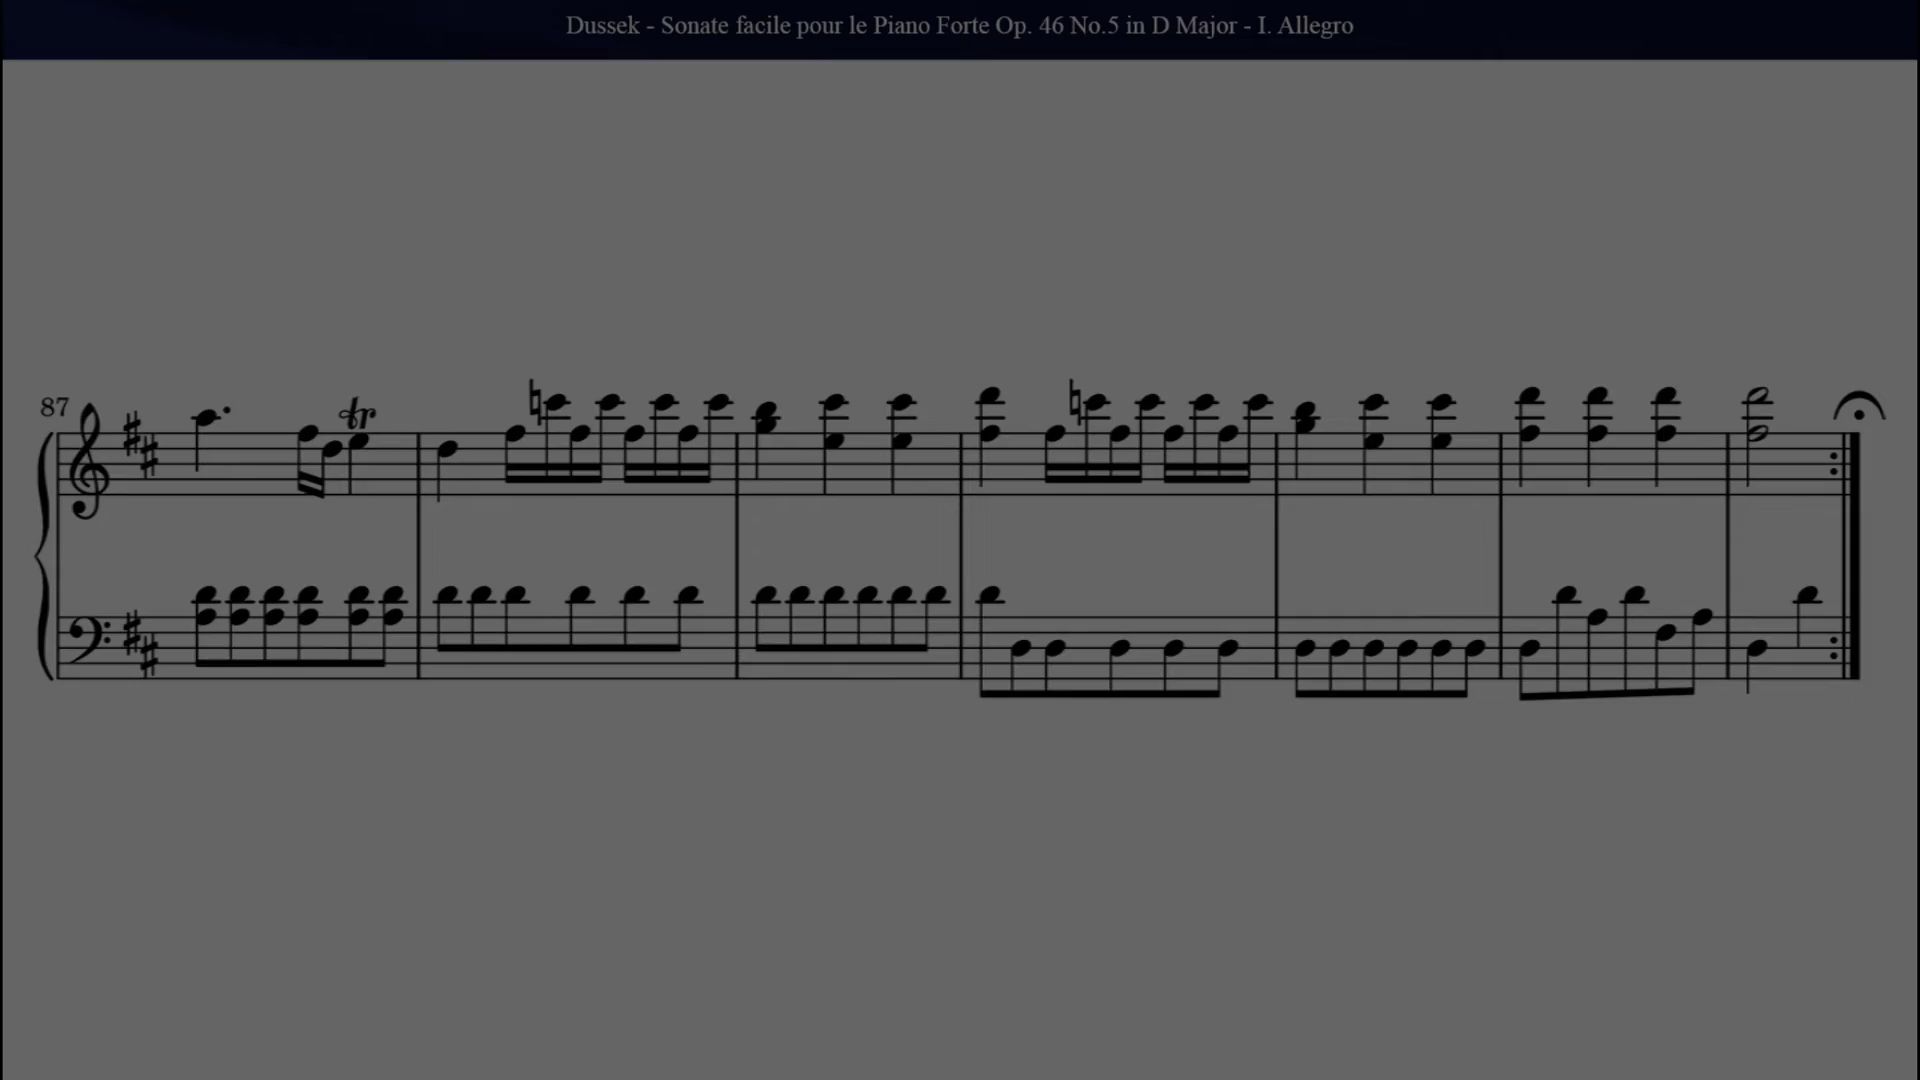 Dussek - Sonate facile pour le Piano Forte Op. 46 No.5 in D Major - I. Allegro
87
tr